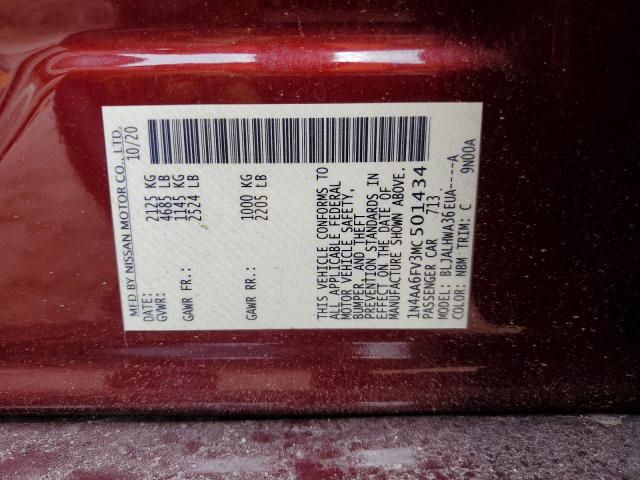 MFD BY NISSAN MOTOR CO., LTD.
DATE: 10/20
GVWR: 2125 KG
4685 LB
GAWR FR.: 1145 KG
2524 LB
GAWR RR.: 1000 KG
2205 LB
THIS VEHICLE CONFORMS TO
ALL APPLICABLE FEDERAL
MOTOR VEHICLE SAFETY,
BUMPER, AND THEFT
PREVENTION STANDARDS IN
EFFECT ON THE DATE OF
MANUFACTURE SHOWN ABOVE.
1N4AA6FV3MC501434
PASSENGER CAR 713
MODEL: BLJALHWA36EUA----A
COLOR: NBM TRIM: C 9N00A